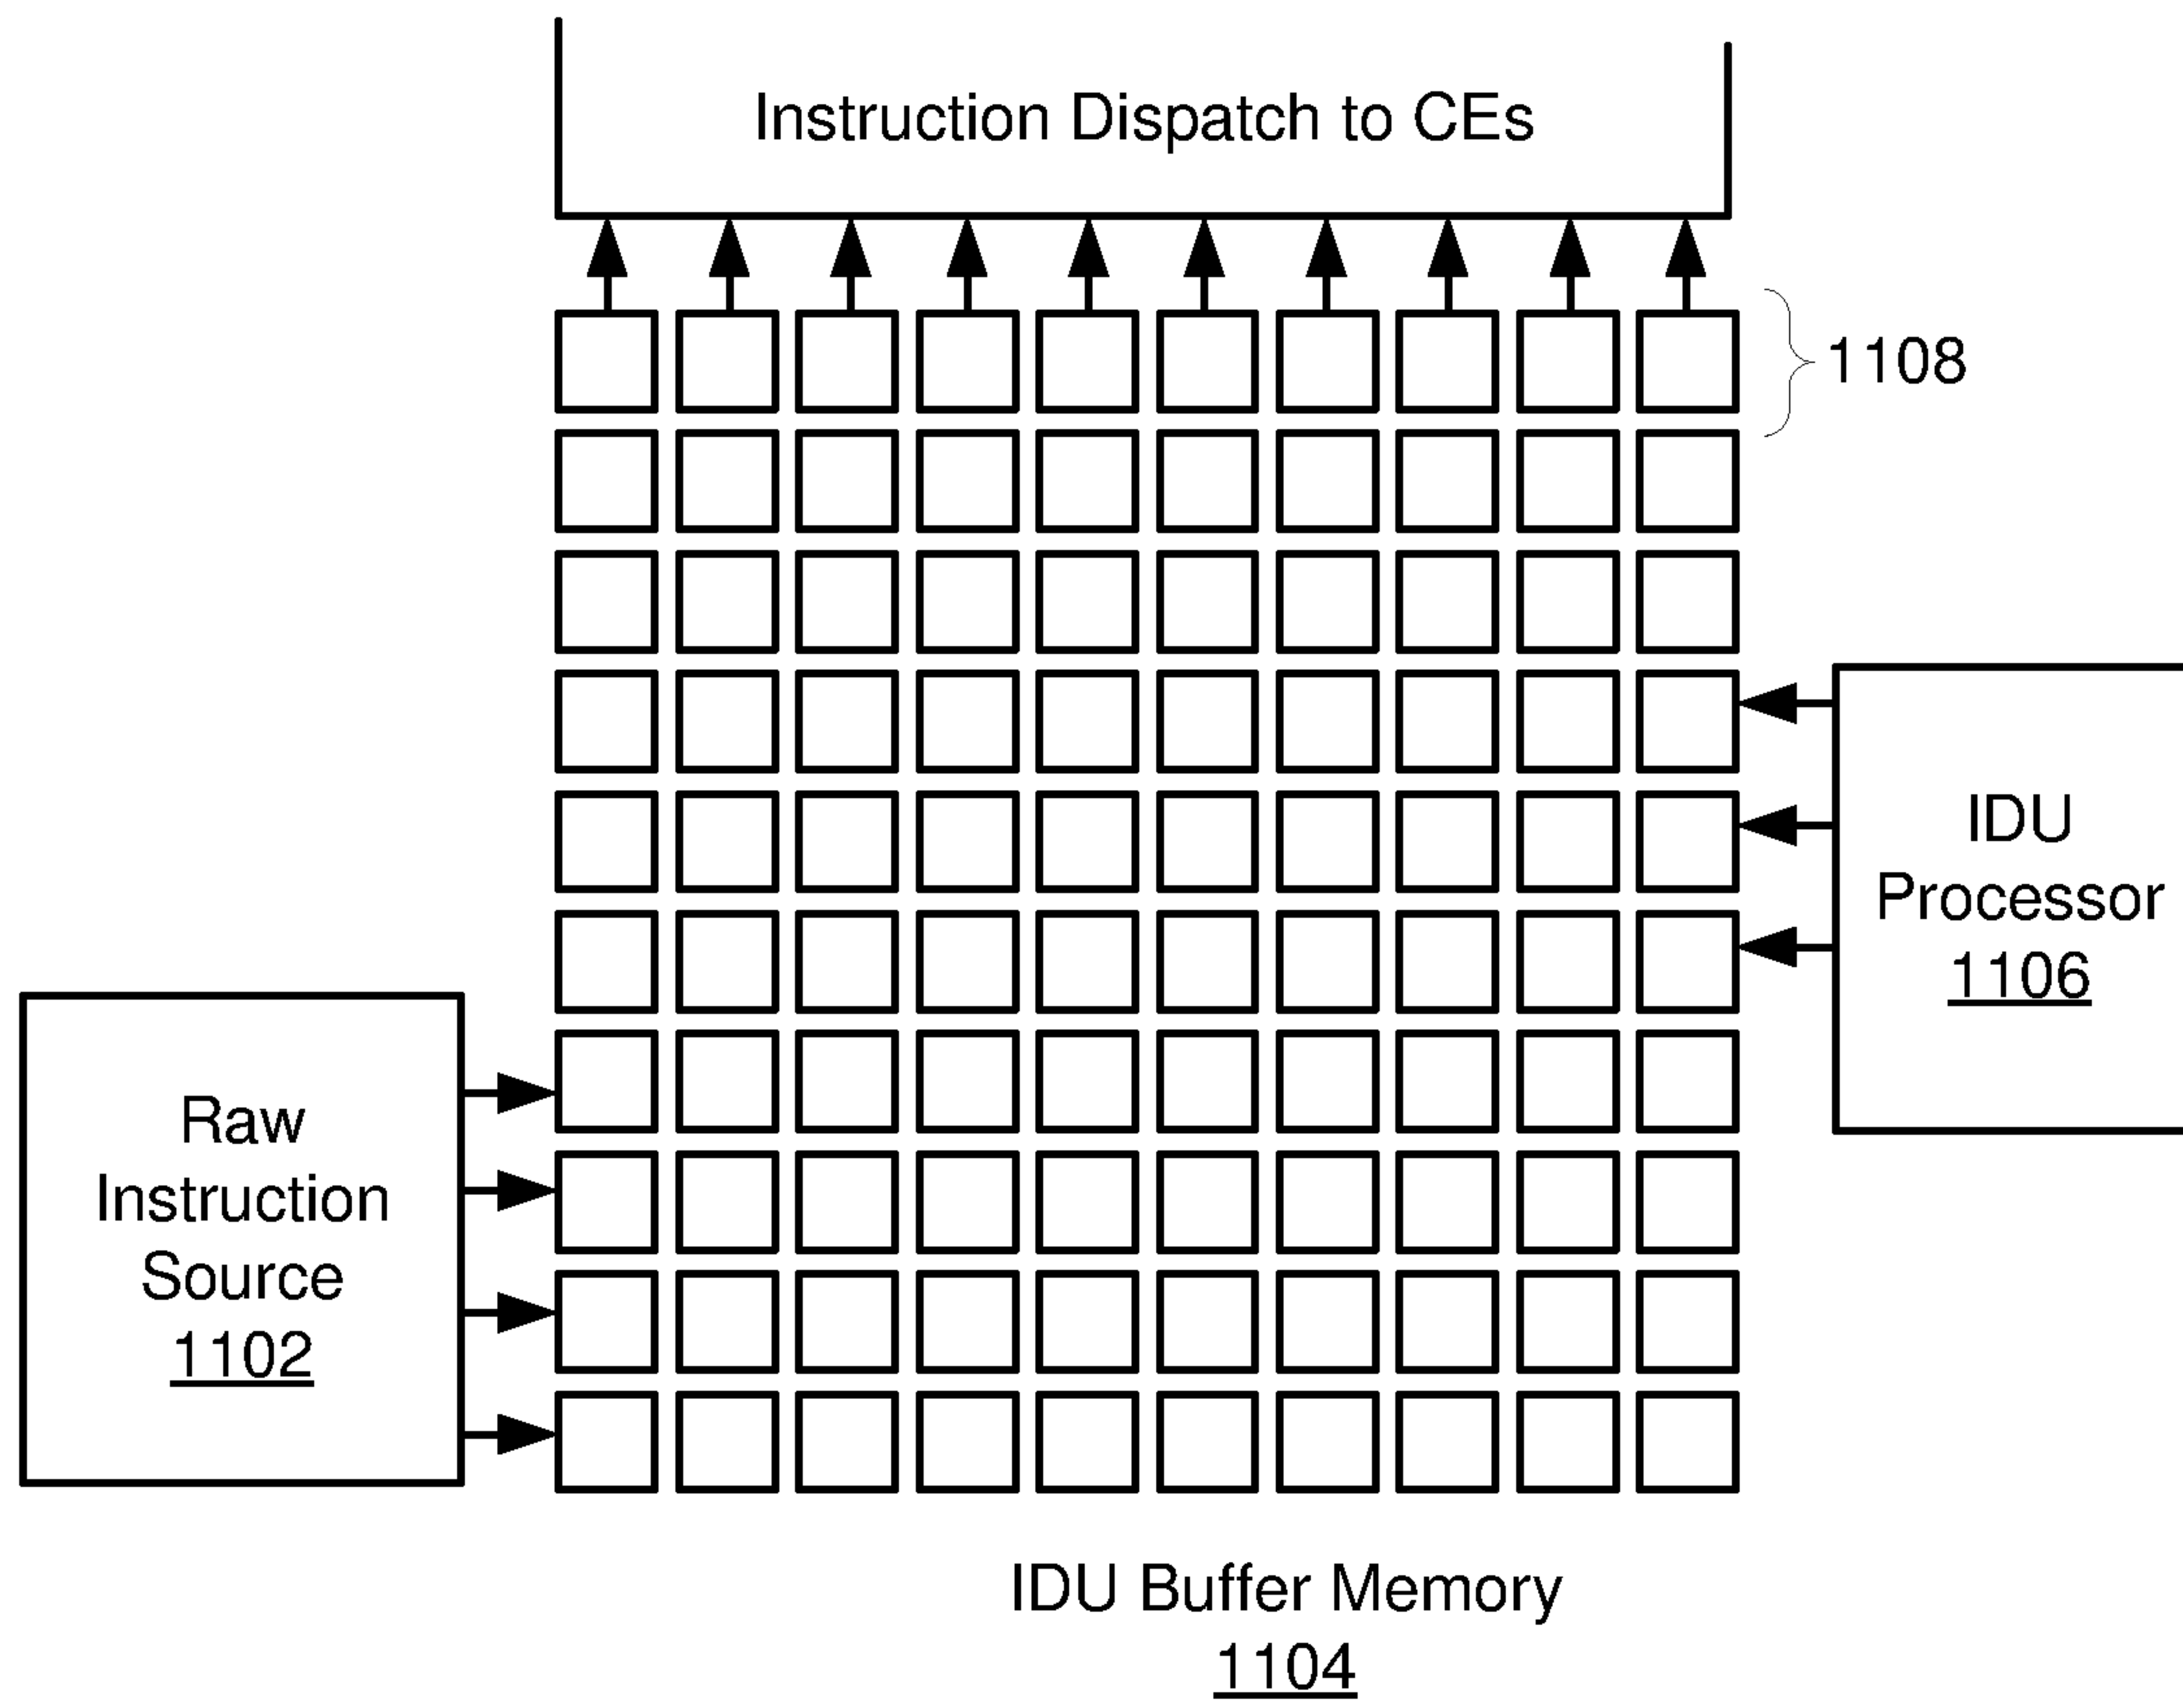 Instruction Dispatch to CEs
1108
IDU
Processor
1106
Raw
Instruction
Source
1102
IDU Buffer Memory
1104